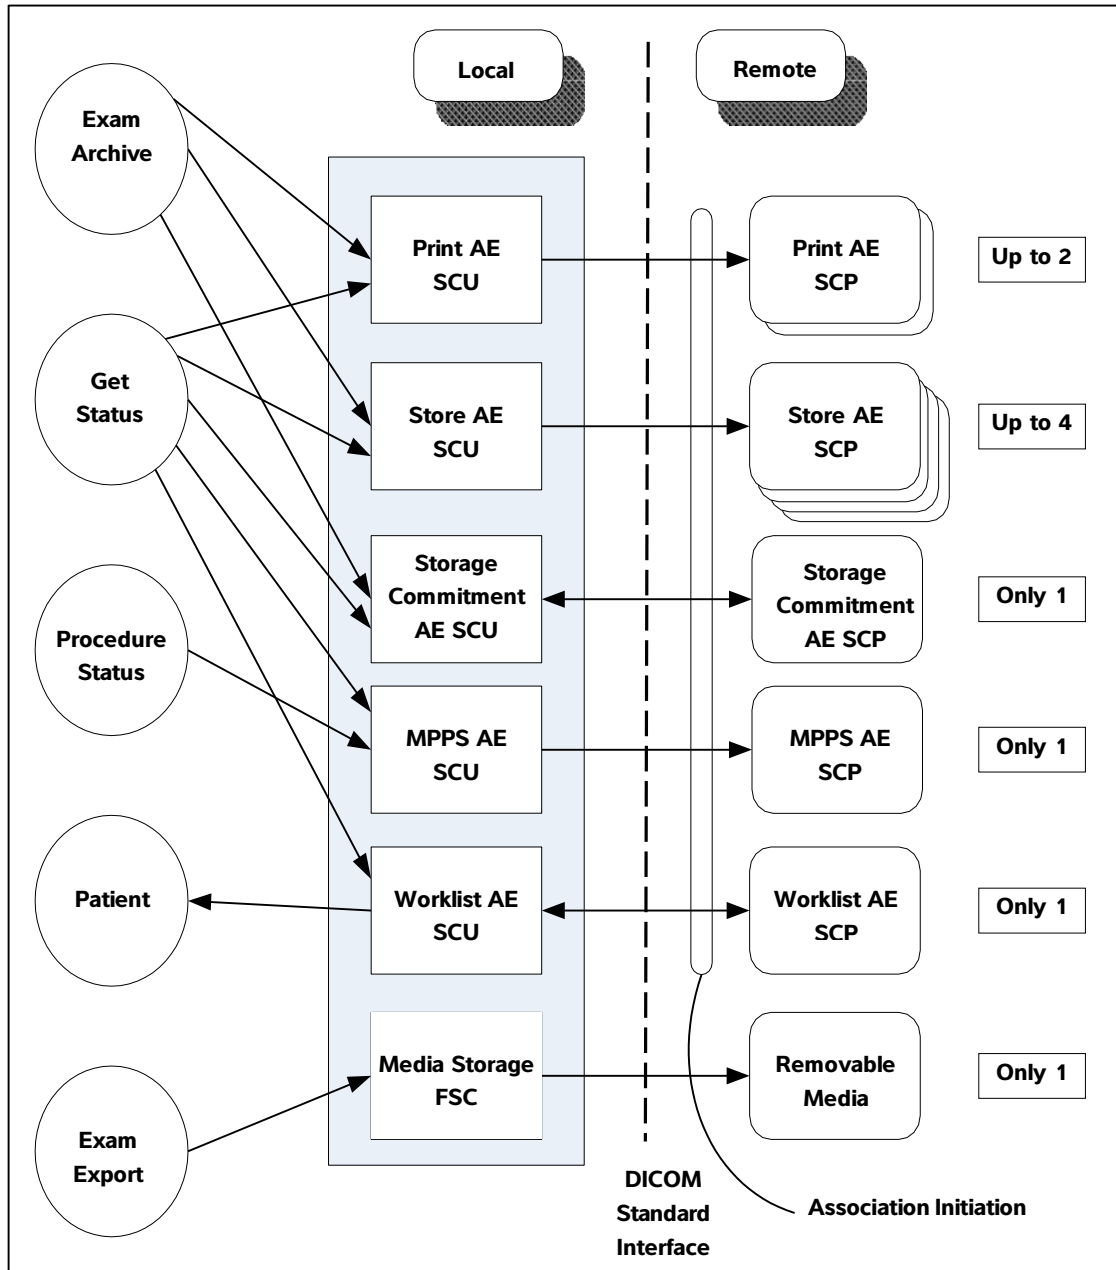 Local
Remote
Exam
Archive
Print AE
SCU
Print AE
SCP
Up to 2
Get
Status
Store AE
SCU
Store AE
SCP
Up to 4
Storage
Commitment
AE SCU
Storage
Commitment
AE SCP
Only 1
Procedure
Status
MPPS AE
SCU
MPPS AE
SCP
Only 1
Patient
Worklist AE
SCU
Worklist AE
SCP
Only 1
Media Storage
FSC
Removable
Media
Only 1
Exam
Export
DICOM
Standard
Interface
Association Initiation